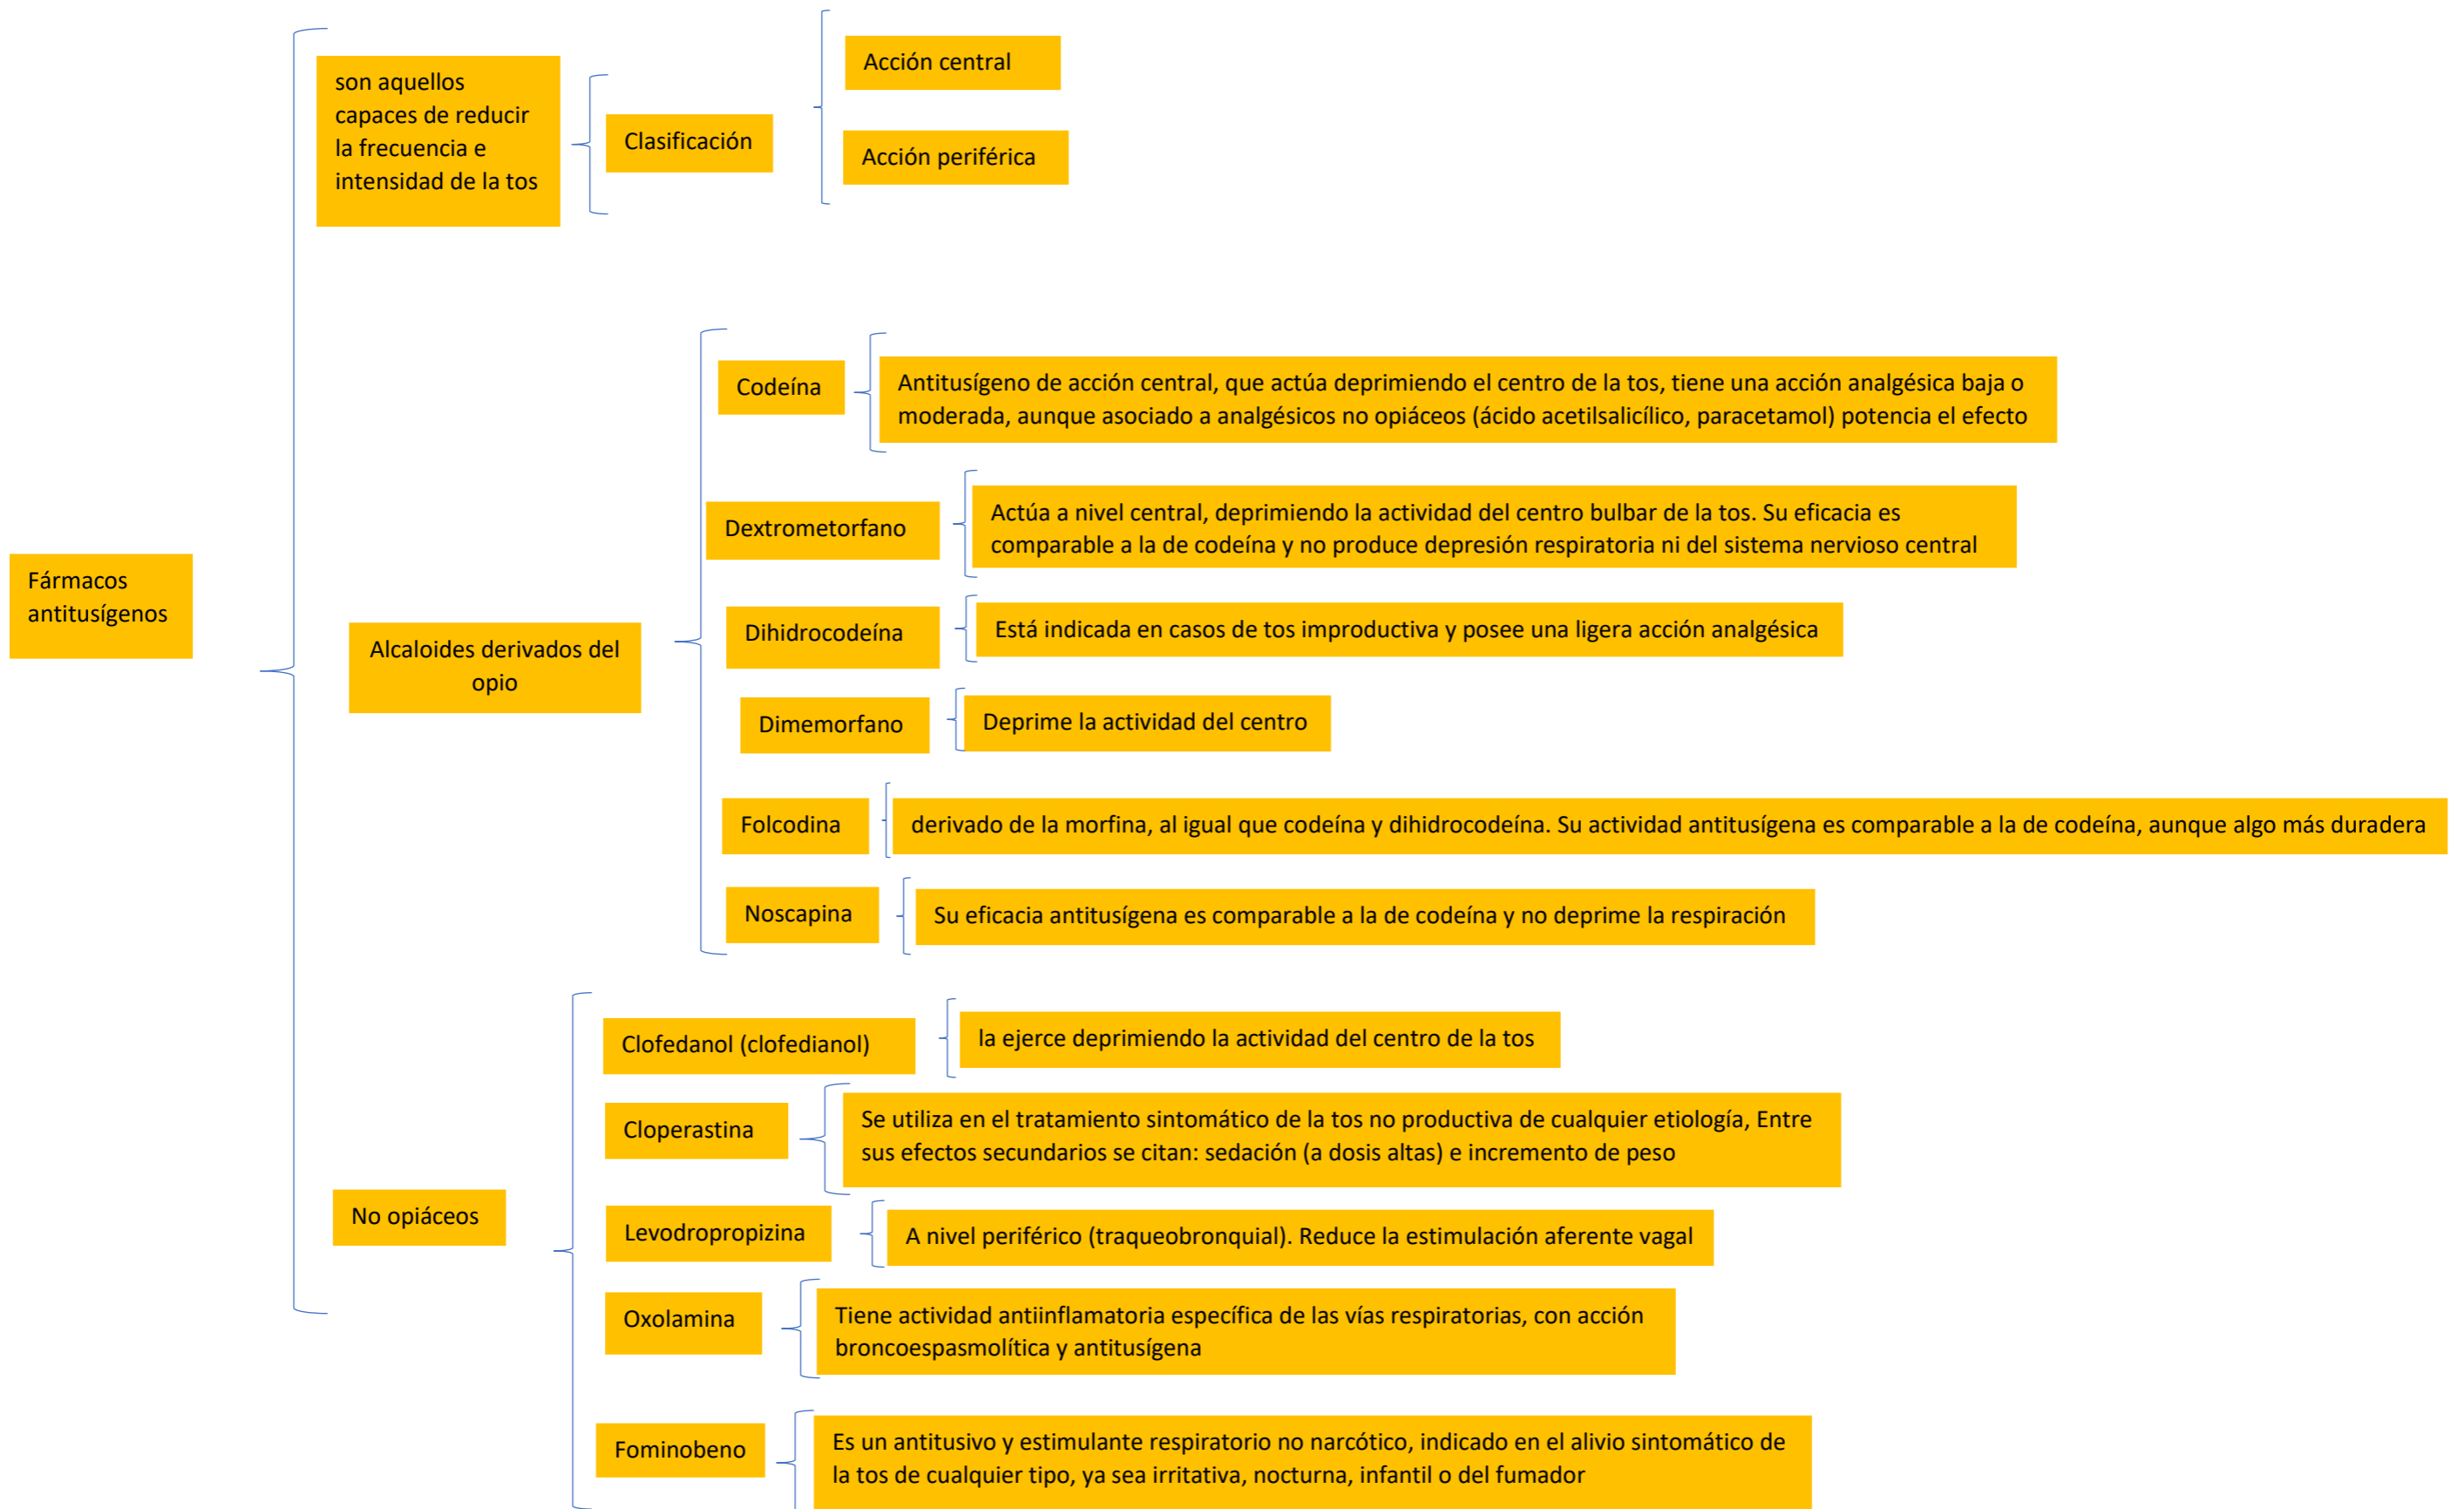 Fármacos
antitusígenos
son aquellos
capaces de reducir
la frecuencia e
intensidad de la tos
Clasificación
Acción central
Acción periférica
Alcaloides derivados del
opio
Codeína
Antitusígeno de acción central, que actúa deprimiendo el centro de la tos, tiene una acción analgésica baja o
moderada, aunque asociado a analgésicos no opiáceos (ácido acetilsalicílico, paracetamol) potencia el efecto
Dextrometorfano
Actúa a nivel central, deprimiendo la actividad del centro bulbar de la tos. Su eficacia es
comparable a la de codeína y no produce depresión respiratoria ni del sistema nervioso central
Dihidrocodeína
Está indicada en casos de tos improductiva y posee una ligera acción analgésica
Dimemorfano
Deprime la actividad del centro
Folcodina
derivado de la morfina, al igual que codeína y dihidrocodeína. Su actividad antitusígena es comparable a la de codeína, aunque algo más duradera
Noscapina
Su eficacia antitusígena es comparable a la de codeína y no deprime la respiración
No opiáceos
Clofedanol (clofedianol)
la ejerce deprimiendo la actividad del centro de la tos
Cloperastina
Se utiliza en el tratamiento sintomático de la tos no productiva de cualquier etiología, Entre
sus efectos secundarios se citan: sedación (a dosis altas) e incremento de peso
Levodropropizina
A nivel periférico (traqueobronquial). Reduce la estimulación aferente vagal
Oxolamina
Tiene actividad antiinflamatoria específica de las vías respiratorias, con acción
broncoespasmolítica y antitusígena
Fominobeno
Es un antitusivo y estimulante respiratorio no narcótico, indicado en el alivio sintomático de
la tos de cualquier tipo, ya sea irritativa, nocturna, infantil o del fumador